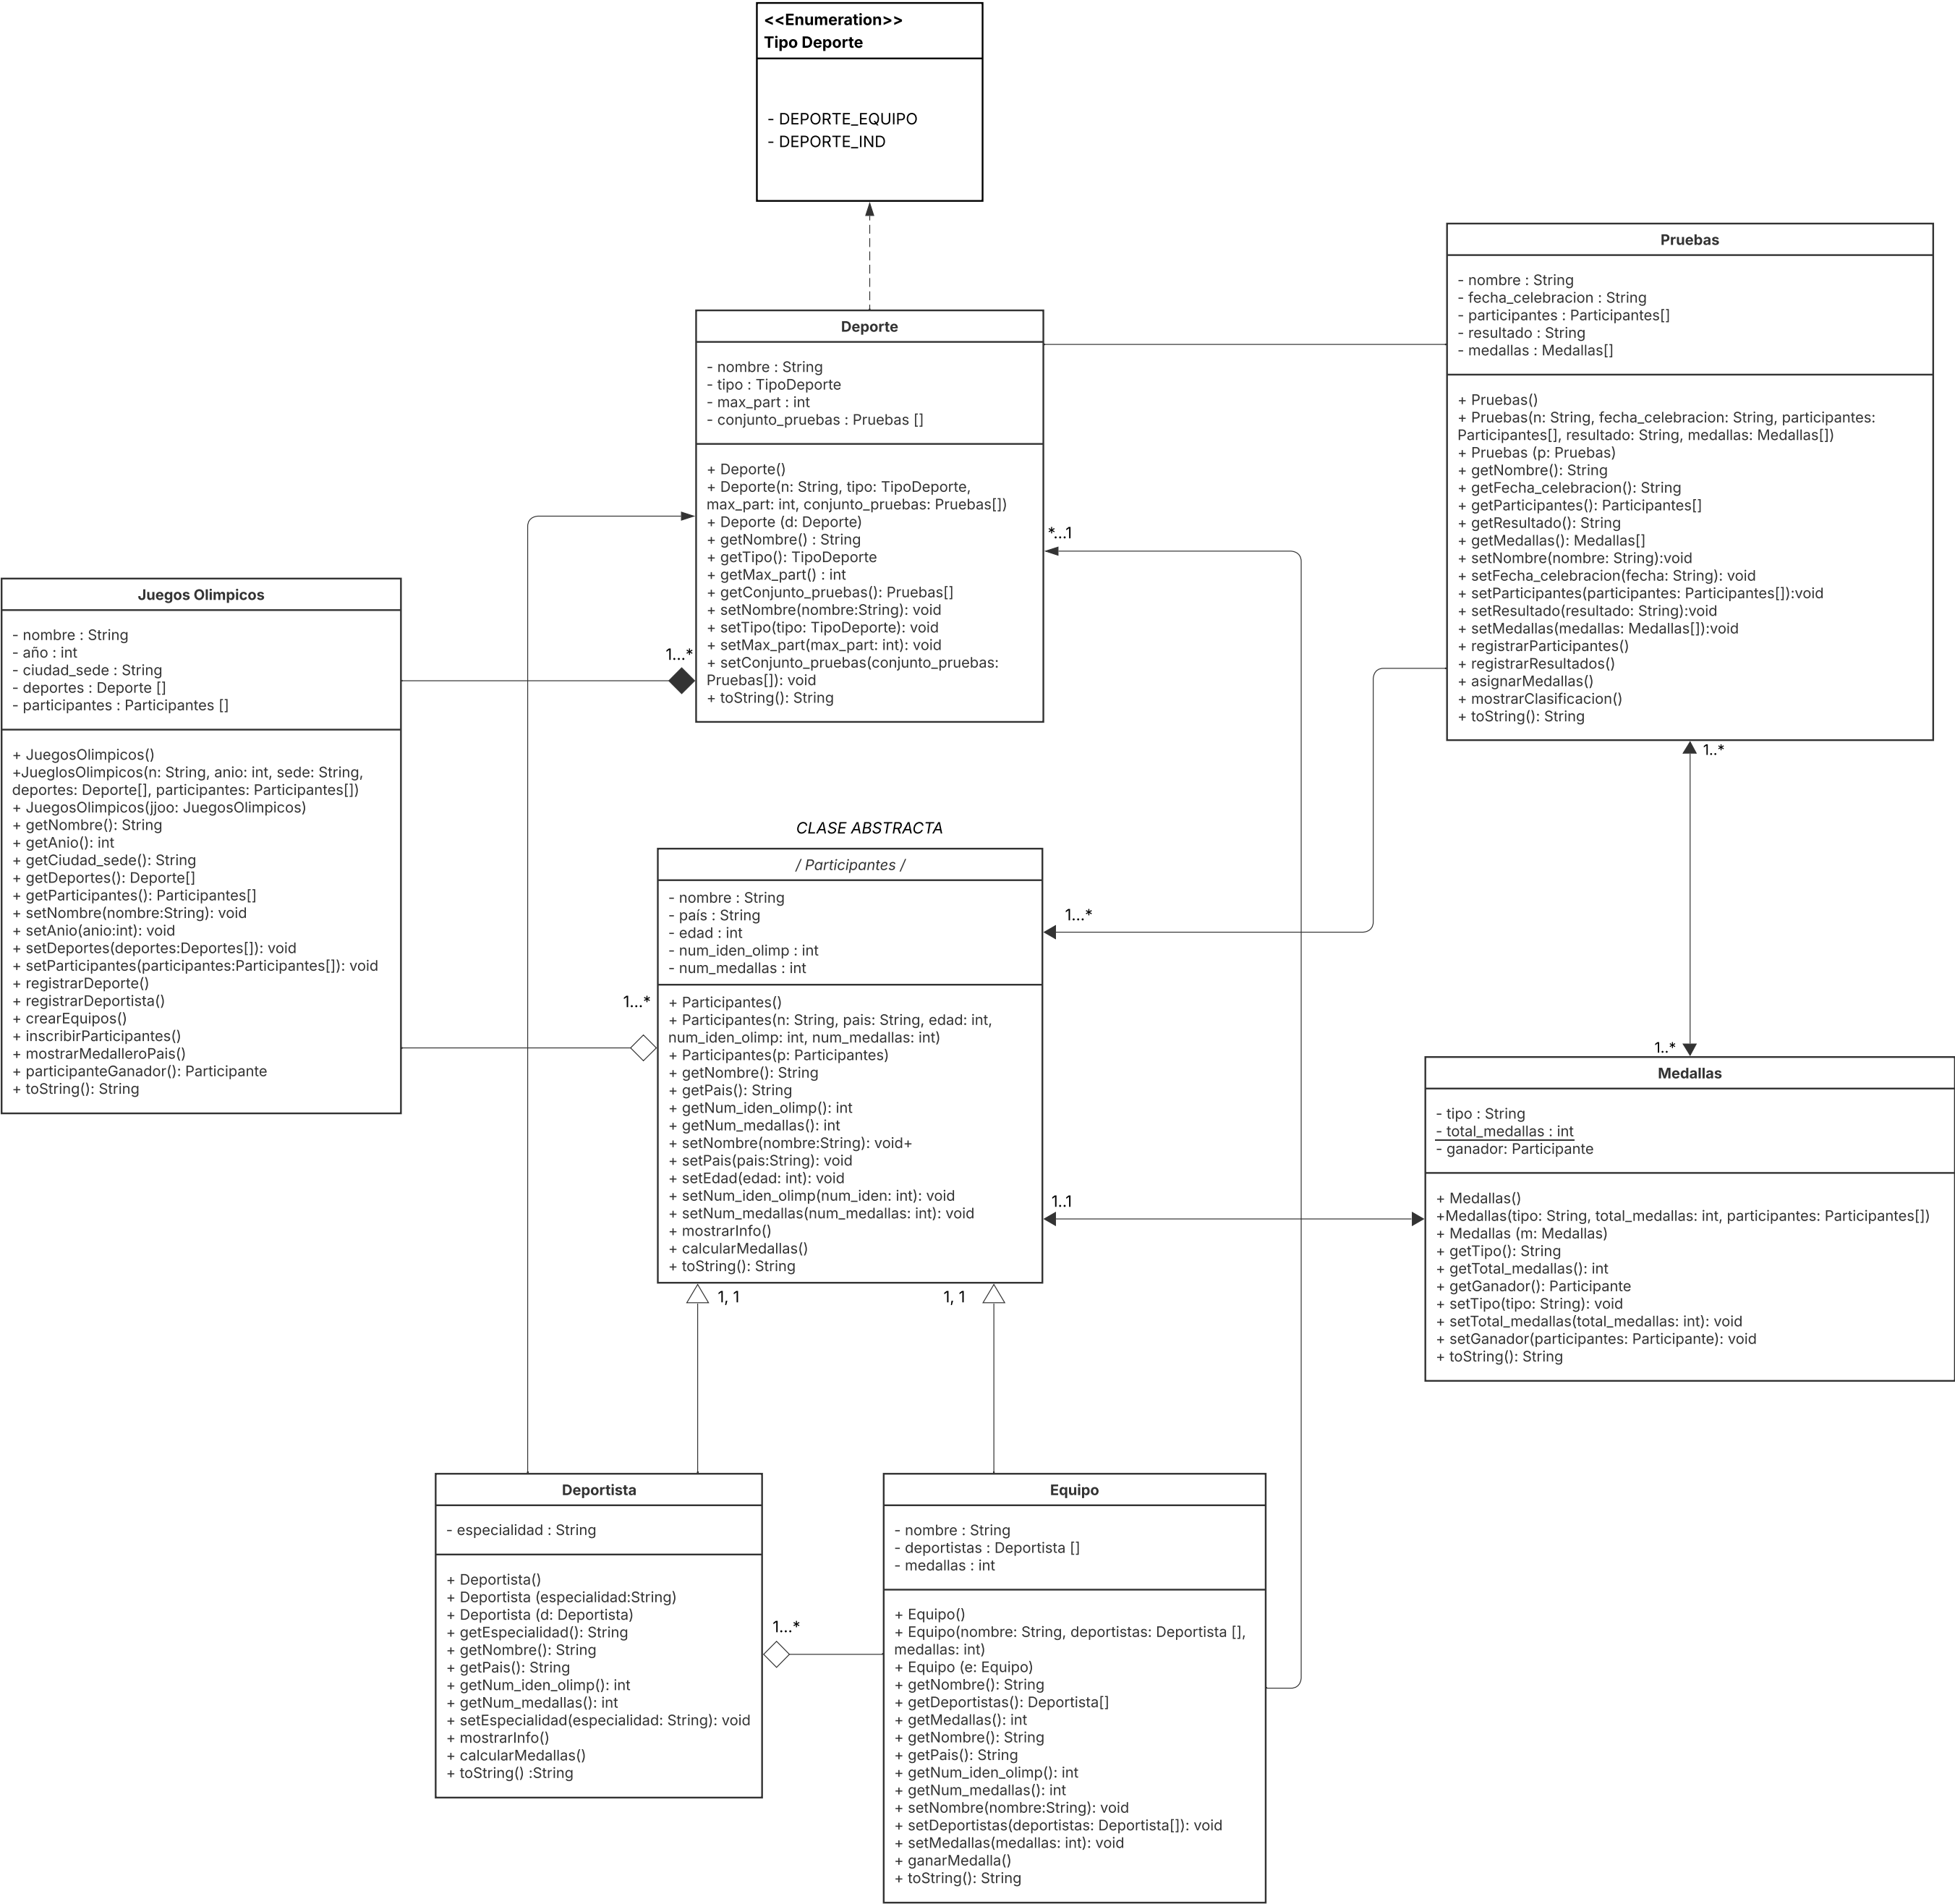 <<Enumeration>>
Tipo Deporte
- DEPORTE_EQUIPO
- DEPORTE_IND
Deporte
- nombre : String
- tipo : TipoDeporte
- max_part : int
- conjunto_pruebas : Pruebas []
+ Deporte()
+ Deporte(n: String, tipo: TipoDeporte,
max_part: int, conjunto_pruebas: Pruebas[])
+ Deporte (d: Deporte)
+ getNombre() : String
+ getTipo(): TipoDeporte
+ getMax_part() : int
+ getConjunto_pruebas(): Pruebas[]
+ setNombre(nombre:String): void
+ setTipo(tipo: TipoDeporte): void
+ setMax_part(max_part: int): void
+ setConjunto_pruebas(conjunto_pruebas:
Pruebas[]): void
+ toString(): String
1...*
*...1
Pruebas
- nombre : String
- fecha_celebracion : String
- participantes : Participantes[]
- resultado : String
- medallas : Medallas[]
+ Pruebas()
+ Pruebas(n: String, fecha_celebracion: String, participantes:
Participantes[], resultado: String, medallas: Medallas[])
+ Pruebas (p: Pruebas)
+ getNombre(): String
+ getFecha_celebracion(): String
+ getParticipantes(): Participantes[]
+ getResultado(): String
+ getMedallas(): Medallas[]
+ setNombre(nombre: String):void
+ setFecha_celebracion(fecha: String): void
+ setParticipantes(participantes: Participantes[]):void
+ setResultado(resultado: String):void
+ setMedallas(medallas: Medallas[]):void
+ registrarParticipantes()
+ registrarResultados()
+ asignarMedallas()
+ mostrarClasificacion()
+ toString(): String
1..*
Juegos Olimpicos
- nombre : String
- año : int
- ciudad_sede : String
- deportes : Deporte []
- participantes : Participantes []
+ JuegosOlimpicos()
+JueglosOlimpicos(n: String, anio: int, sede: String,
deportes: Deporte[], participantes: Participantes[])
+ JuegosOlimpicos(jjoo: JuegosOlimpicos)
+ getNombre(): String
+ getAnio(): int
+ getCiudad_sede(): String
+ getDeportes(): Deporte[]
+ getParticipantes(): Participantes[]
+ setNombre(nombre:String): void
+ setAnio(anio:int): void
+ setDeportes(deportes:Deportes[]): void
+ setParticipantes(participantes:Participantes[]): void
+ registrarDeporte()
+ registrarDeportista()
+ crearEquipos()
+ inscribirParticipantes()
+ mostrarMedalleroPais()
+ participanteGanador(): Participante
+ toString(): String
CLASE ABSTRACTA
/ Participantes /
- nombre : String
- país : String
- edad : int
- num_iden_olimp : int
- num_medallas : int
+ Participantes()
+ Participantes(n: String, pais: String, edad: int,
num_iden_olimp: int, num_medallas: int)
+ Participantes(p: Participantes)
+ getNombre(): String
+ getPais(): String
+ getNum_iden_olimp(): int
+ getNum_medallas(): int
+ setNombre(nombre:String): void+
+ setPais(pais:String): void
+ setEdad(edad: int): void
+ setNum_iden_olimp(num_iden: int): void
+ setNum_medallas(num_medallas: int): void
+ mostrarInfo()
+ calcularMedallas()
+ toString(): String
1...*
1...*
1..1
1, 1
1, 1
1..*
Medallas
- tipo : String
- total_medallas : int
- ganador: Participante
+ Medallas()
+Medallas(tipo: String, total_medallas: int, participantes: Participantes[])
+ Medallas (m: Medallas)
+ getTipo(): String
+ getTotal_medallas(): int
+ getGanador(): Participante
+ setTipo(tipo: String): void
+ setTotal_medallas(total_medallas: int): void
+ setGanador(participantes: Participante): void
+ toString(): String
Deportista
- especialidad : String
+ Deportista()
+ Deportista (especialidad:String)
+ Deportista (d: Deportista)
+ getEspecialidad(): String
+ getNombre(): String
+ getPais(): String
+ getNum_iden_olimp(): int
+ getNum_medallas(): int
+ setEspecialidad(especialidad: String): void
+ mostrarInfo()
+ calcularMedallas()
+ toString() :String
1...*
Equipo
- nombre : String
- deportistas : Deportista []
- medallas : int
+ Equipo()
+ Equipo(nombre: String, deportistas: Deportista [],
medallas: int)
+ Equipo (e: Equipo)
+ getNombre(): String
+ getDeportistas(): Deportista[]
+ getMedallas(): int
+ getNombre(): String
+ getPais(): String
+ getNum_iden_olimp(): int
+ getNum_medallas(): int
+ setNombre(nombre:String): void
+ setDeportistas(deportistas: Deportista[]): void
+ setMedallas(medallas: int): void
+ ganarMedalla()
+ toString(): String